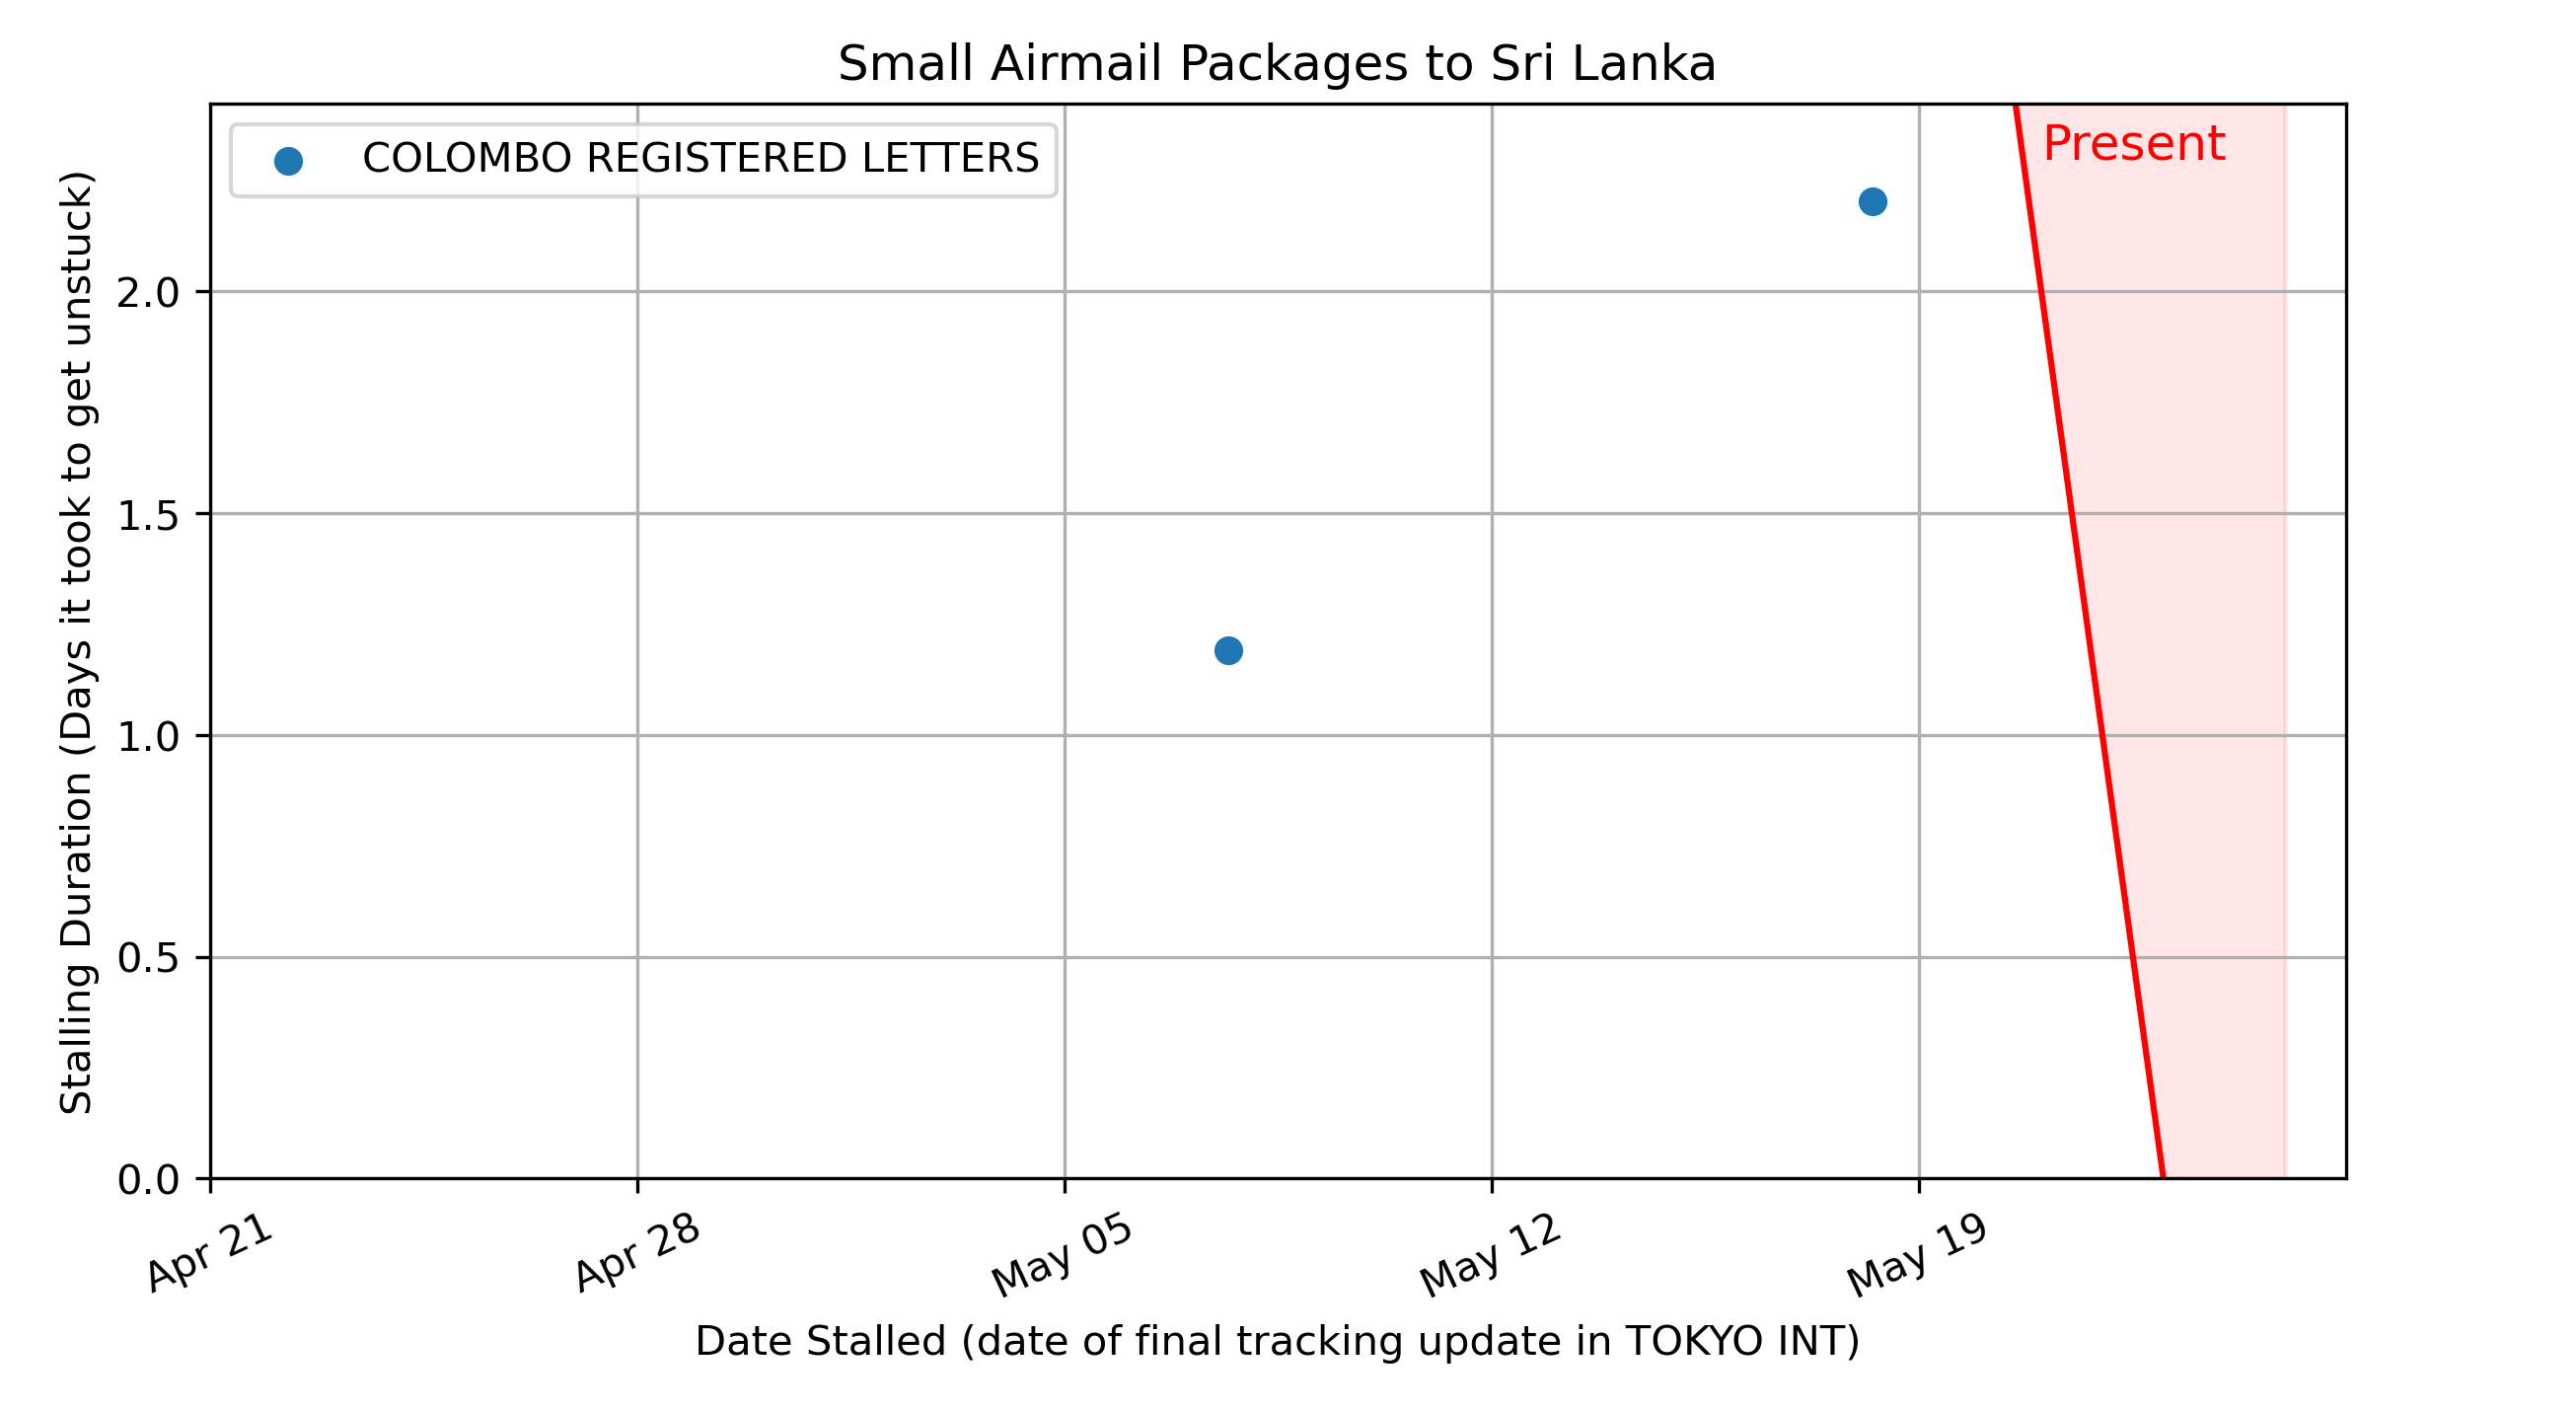 Small Airmail Packages to Sri Lanka
COLOMBO REGISTERED LETTERS
Present
Stalling Duration (Days it took to get unstuck)
2.0
1.5
1.0
0.5
0.0
Apr 21
Apr 28
May 05
May 12
May 19
Date Stalled (date of final tracking update in TOKYO INT)